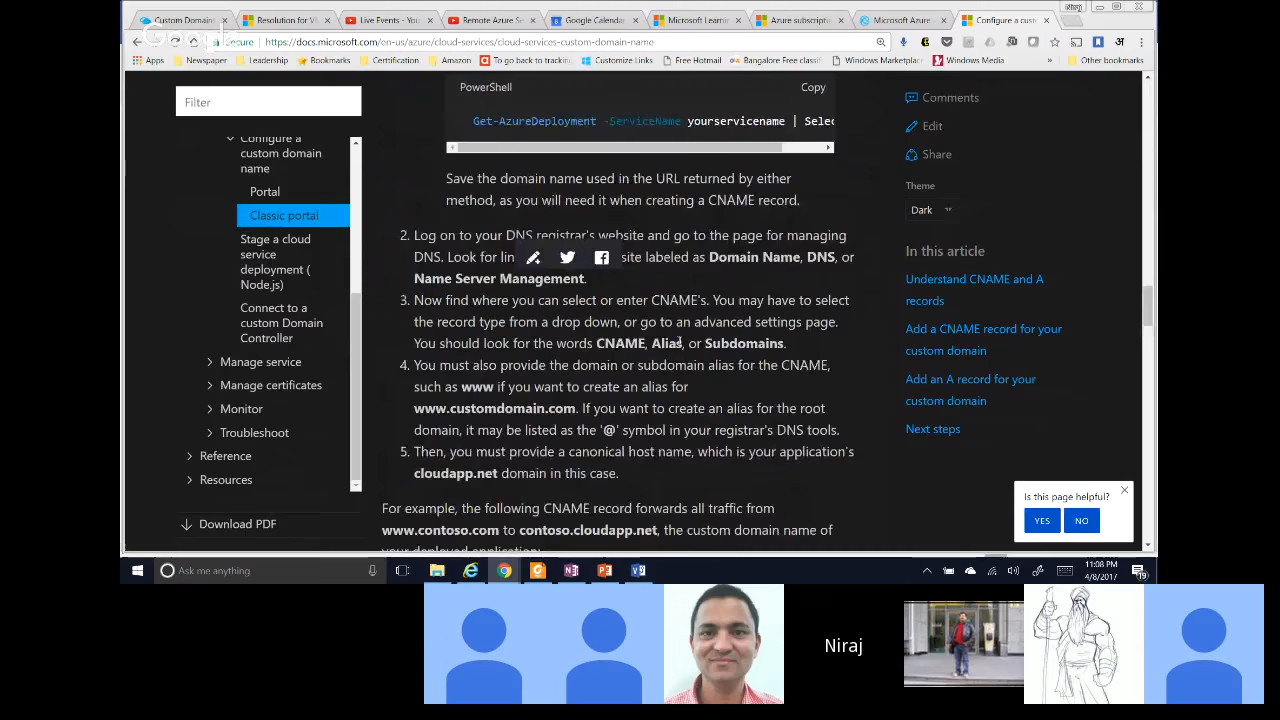 Niraj
Custom Domain
Resolution for VI
Live Events - You
Remote Azure Se
Google Calendar
Microsoft Learnin
Azure subscriptio
Microsoft Azure
Configure a cust
Google
Secure
https://docs.microsoft.com/en-us/azure/cloud-services/cloud-services-custom-domain-name
Apps
Newspaper
Leadership
Bookmarks
Certtification
Amazon
To go back to tracking
Customize Links
Free Hotmail
Bangalore Free classif
Windows Marketplac
Windows Media
»
Other bookmarks
Filter
Configure a
custom domain
name
Portal
Classic portal
Stage a cloud
service
deployment (
Node.js)
Connect to a
custom Domain
Controller
Manage service
Manage certificates
Monitor
Troubleshoot
Reference
Resources
Download PDF
PowerShell
Copy
Get-AzureDeployment -ServiceName yourservicename | Selec
Save the domain name used in the URL returned by either
method, as you will need it when creating a CNAME record.
2. Log on to your DNS registrar's website and go to the page for managing
DNS. Look for lin site labeled as Domain Name, DNS, or
Name Server Management.
3. Now find where you can select or enter CNAME's. You may have to select
the record type from a drop down, or go to an advanced settings page.
You should look for the words CNAME, Alias, or Subdomains.
4. You must also provide the domain or subdomain alias for the CNAME,
such as www if you want to create an alias for
www.customdomain.com. If you want to create an alias for the root
domain, it may be listed as the '@' symbol in your registrar's DNS tools.
5. Then, you must provide a canonical host name, which is your application's
cloudapp.net domain in this case.
For example, the following CNAME record forwards all traffic from
www.contoso.com to contoso.cloudapp.net, the custom domain name of
your deployed application:
Comments
Edit
Share
Theme
Dark
In this article
Understand CNAME and A
records
Add a CNAME record for your
custom domain
Add an A record for your
custom domain
Next steps
Is this page helpful?
YES
NO
Ask me anything
11:08 PM
4/8/2017
19
Niraj